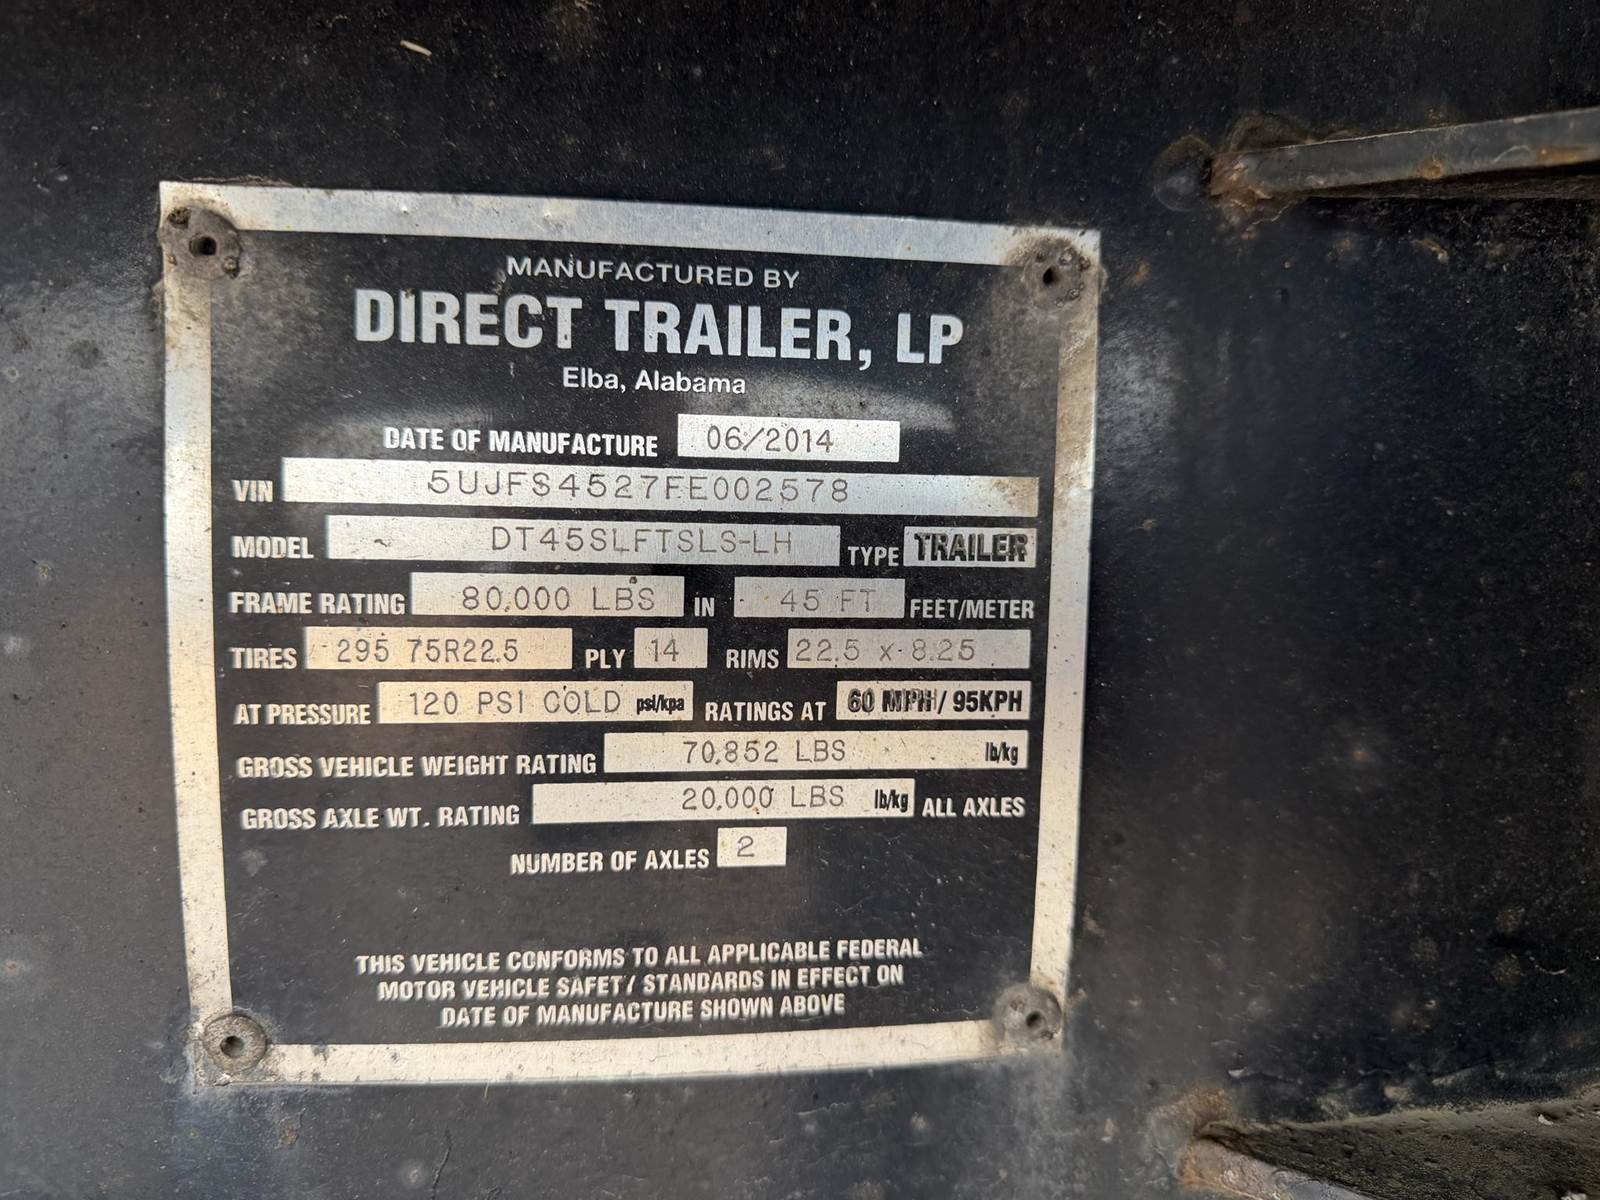 MANUFACTURED BY
DIRECT TRAILER, LP
Elba, Alabama
DATE OF MANUFACTURE 06/2014
VIN 5UJFS4527FE002578
MODEL DT45SLFTSLS-LH TYPE TRAILER
FRAME RATING 80,000 LBS IN 45 FT FEET/METER
TIRES 295 75R22.5 PLY 14 RIMS 22.5 x 8.25
AT PRESSURE 120 PSI COLD psi/kpa RATINGS AT 60 MPH / 95KPH
GROSS VEHICLE WEIGHT RATING 70,852 LBS lb/kg
GROSS AXLE WT. RATING 20,000 LBS lb/kg ALL AXLES
NUMBER OF AXLES 2
THIS VEHICLE CONFORMS TO ALL APPLICABLE FEDERAL
MOTOR VEHICLE SAFETY STANDARDS IN EFFECT ON
DATE OF MANUFACTURE SHOWN ABOVE